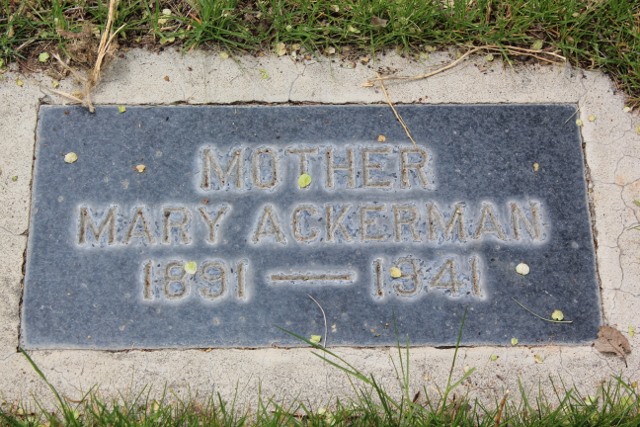 MOTHER
MARY ACKERMAN
1891 — 1941